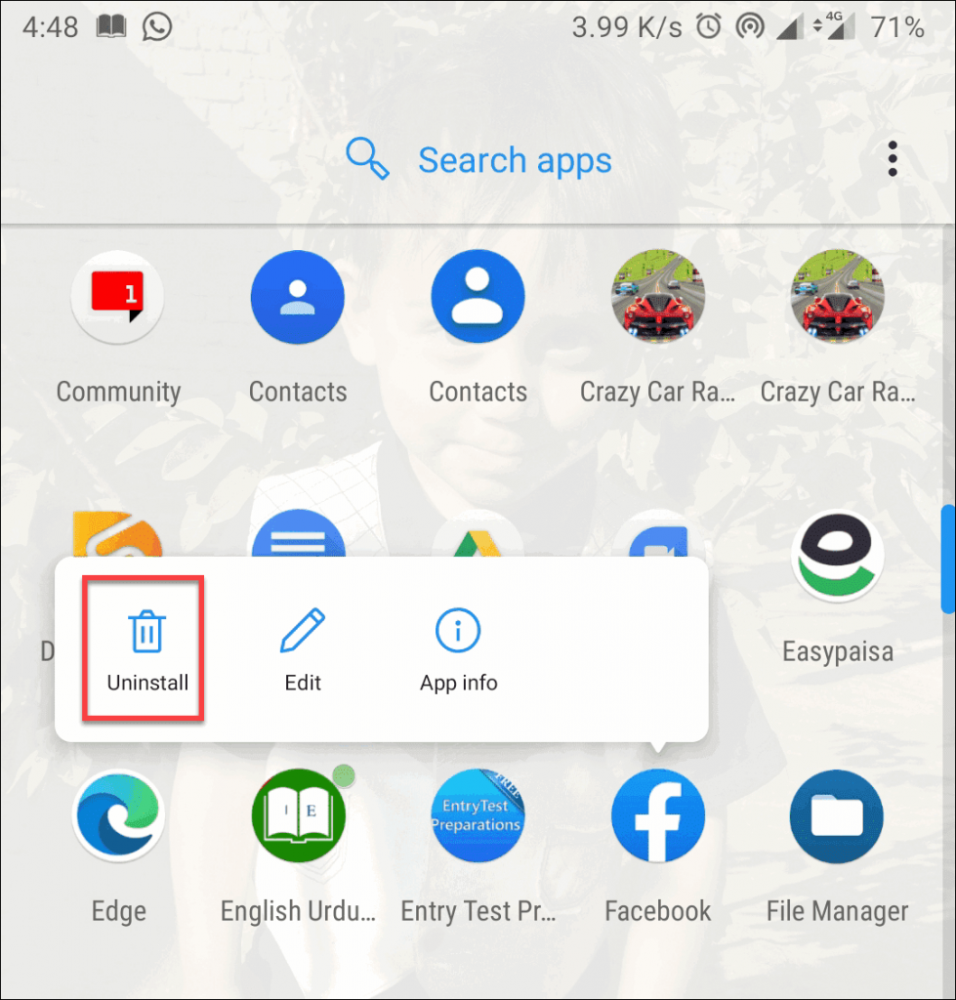 4:48 3.99 K/s 4G 71%
Search apps
1
Community Contacts Contacts Crazy Car Ra... Crazy Car Ra...
D
Easypaisa
Uninstall Edit App info
I E
FREE
EntryTest
Preparations
Edge English Urdu... Entry Test Pr... Facebook File Manager